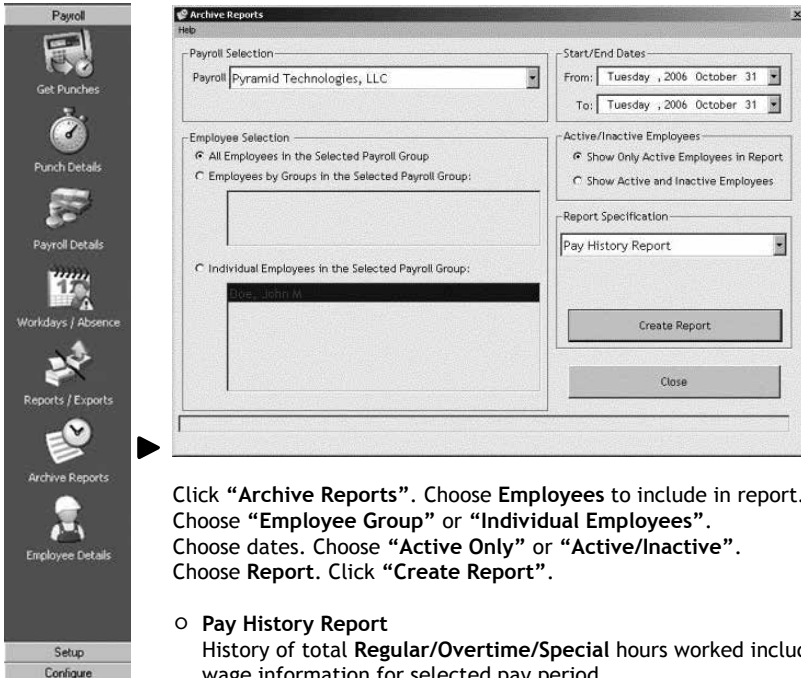 Payroll
Get Punches
Punch Details
Payroll Details
Workdays / Absence
Reports / Exports
Archive Reports
Employee Details
Setup
Configure
Archive Reports
Help
Payroll Selection
Payroll Pyramid Technologies, LLC
Start/End Dates
From: Tuesday , 2006 October 31
To: Tuesday , 2006 October 31
Employee Selection
All Employees in the Selected Payroll Group
Employees by Groups in the Selected Payroll Group:
Individual Employees in the Selected Payroll Group:
Doe, John M
Active/Inactive Employees
Show Only Active Employees in Report
Show Active and Inactive Employees
Report Specification
Pay History Report
Create Report
Close
Click “Archive Reports”. Choose Employees to include in report.
Choose “Employee Group” or “Individual Employees”.
Choose dates. Choose “Active Only” or “Active/Inactive”.
Choose Report. Click “Create Report”.
○ Pay History Report
History of total Regular/Overtime/Special hours worked includ
wage information for selected pay period